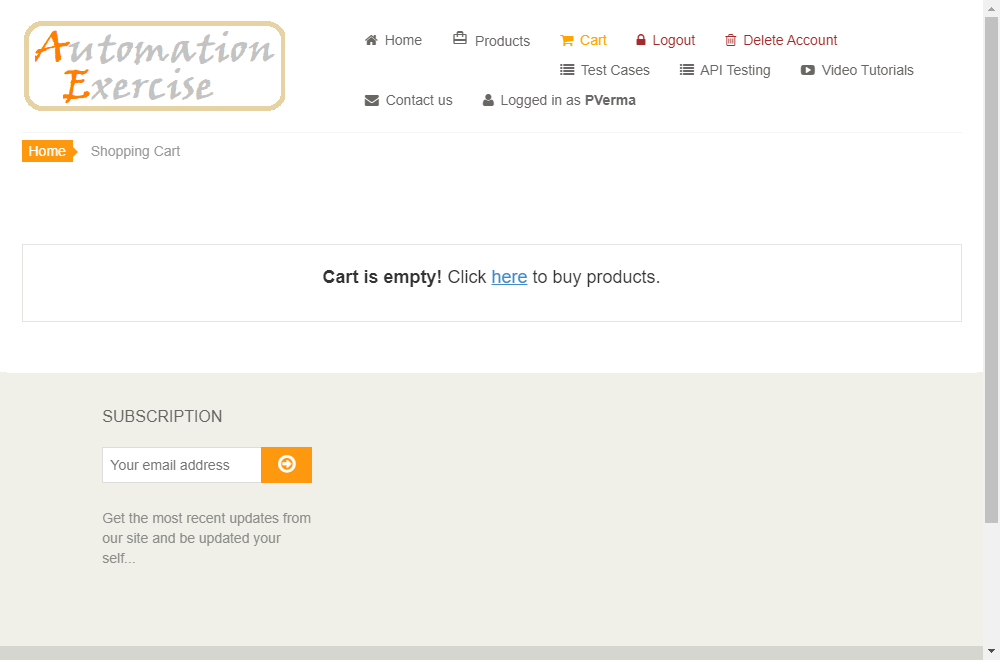 Automation
Exercise
Home Products Cart Logout Delete Account
Test Cases API Testing Video Tutorials
Contact us Logged in as PVerma
Home Shopping Cart
Cart is empty! Click here to buy products.
SUBSCRIPTION
Your email address
Get the most recent updates from
our site and be updated your
self...